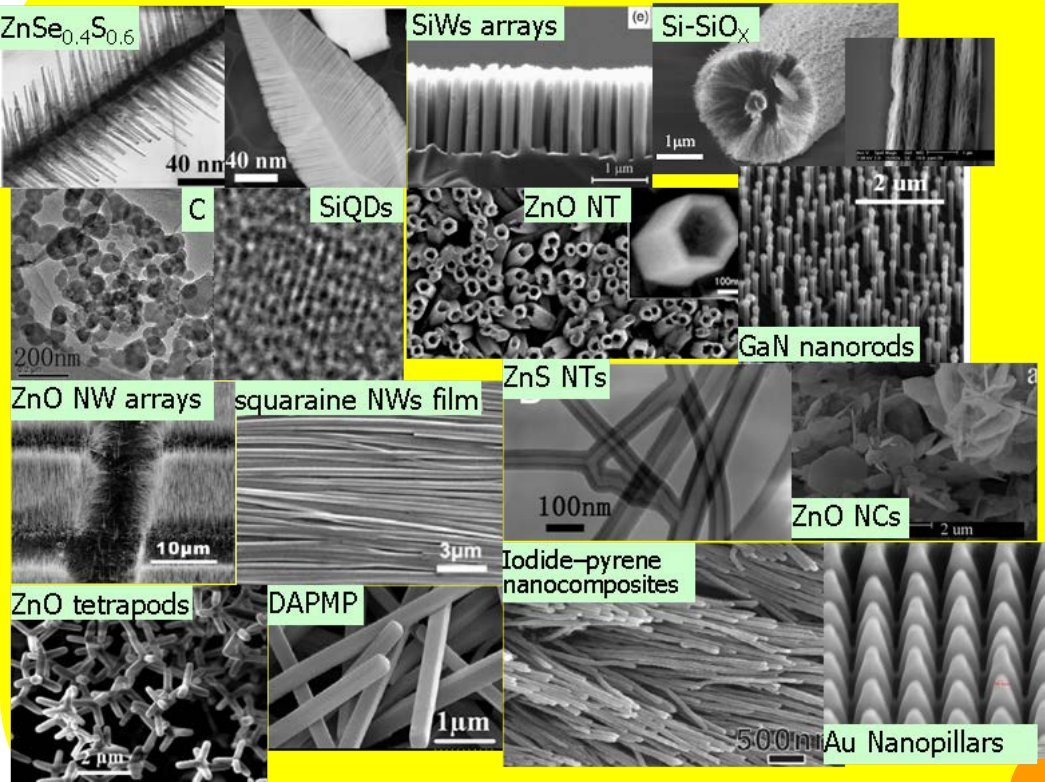 ZnSe0.4S0.6
40 nm
40 nm
SiWs arrays
(e)
1 μm
Si-SiOX
1μm
C
200nm
SiQDs
ZnO NT
100nm
2 um
GaN nanorods
ZnO NW arrays
10μm
squaraine NWs film
3μm
ZnS NTs
100nm
a
ZnO NCs
2 um
ZnO tetrapods
2 μm
DAPMP
1μm
Iodide–pyrene
nanocomposites
500nm
Au Nanopillars